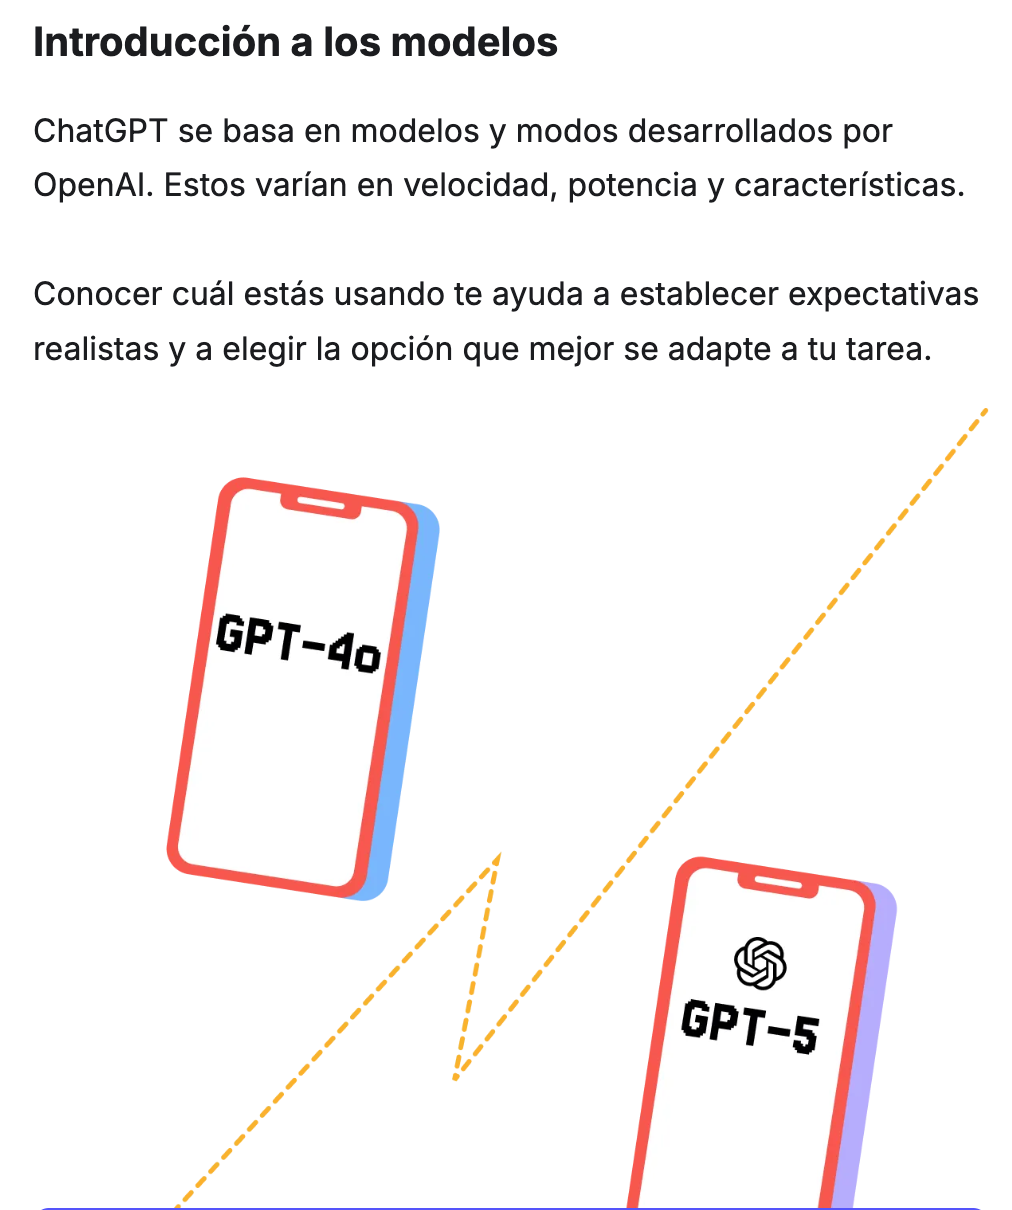 Introducción a los modelos
ChatGPT se basa en modelos y modos desarrollados por
OpenAI. Estos varían en velocidad, potencia y características.
Conocer cuál estás usando te ayuda a establecer expectativas
realistas y a elegir la opción que mejor se adapte a tu tarea.
GPT-4o
GPT-5